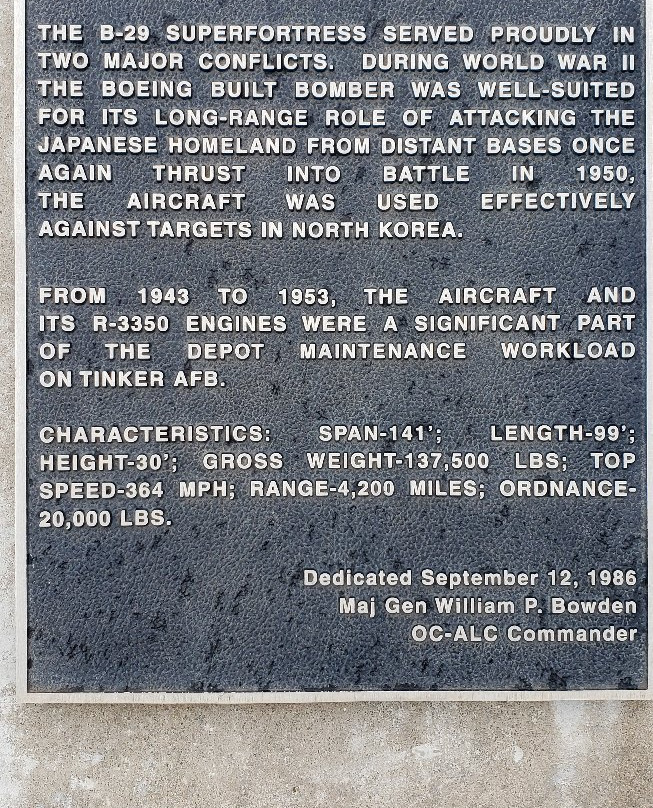 THE B-29 SUPERFORTRESS SERVED PROUDLY IN
TWO MAJOR CONFLICTS. DURING WORLD WAR II
THE BOEING BUILT BOMBER WAS WELL-SUITED
FOR ITS LONG-RANGE ROLE OF ATTACKING THE
JAPANESE HOMELAND FROM DISTANT BASES ONCE
AGAIN THRUST INTO BATTLE IN 1950,
THE AIRCRAFT WAS USED EFFECTIVELY
AGAINST TARGETS IN NORTH KOREA.
FROM 1943 TO 1953, THE AIRCRAFT AND
ITS R-3350 ENGINES WERE A SIGNIFICANT PART
OF THE DEPOT MAINTENANCE WORKLOAD
ON TINKER AFB.
CHARACTERISTICS: SPAN-141'; LENGTH-99';
HEIGHT-30'; GROSS WEIGHT-137,500 LBS; TOP
SPEED-364 MPH; RANGE-4,200 MILES; ORDNANCE-
20,000 LBS.
Dedicated September 12, 1986
Maj Gen William P. Bowden
OC-ALC Commander